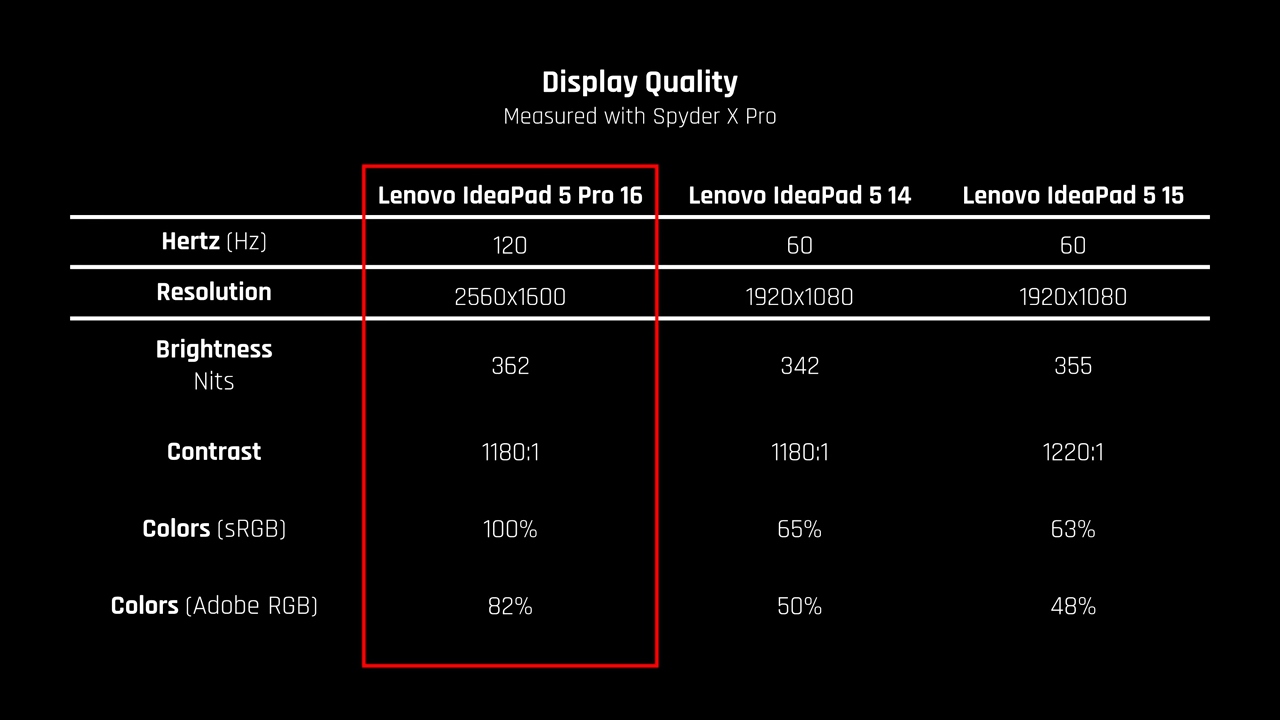 Display Quality
Measured with Spyder X Pro
Lenovo IdeaPad 5 Pro 16 Lenovo IdeaPad 5 14 Lenovo IdeaPad 5 15
Hertz (Hz) 120 60 60
Resolution 2560x1600 1920x1080 1920x1080
Brightness
Nits 362 342 355
Contrast 1180:1 1180:1 1220:1
Colors (sRGB) 100% 65% 63%
Colors (Adobe RGB) 82% 50% 48%